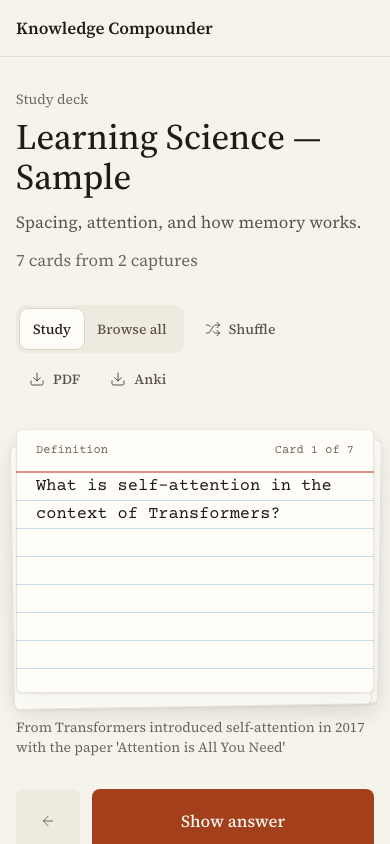 Knowledge Compounder
Study deck
Learning Science —
Sample
Spacing, attention, and how memory works.
7 cards from 2 captures
Study
Browse all
Shuffle
PDF
Anki
Definition
Card 1 of 7
What is self-attention in the
context of Transformers?
From Transformers introduced self-attention in 2017
with the paper 'Attention is All You Need'
Show answer